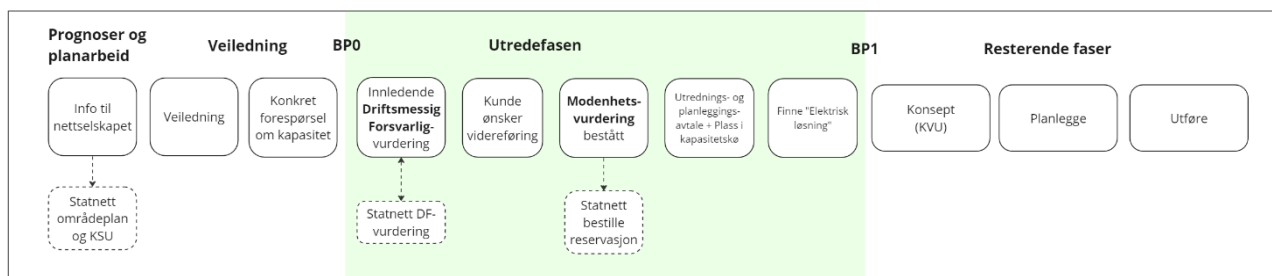 Prognoser og
planarbeid
Veiledning
BP0
Utredefasen
BP1
Resterende faser
Info til
nettselskapet
Veiledning
Konkret
forespørsel
om kapasitet
Innledende
Driftsmessig
Forsvarlig-
vurdering
Kunde
ønsker
videreføring
Modenhets-
vurdering
bestått
Utrednings- og
planleggings-
avtale + Plass i
kapasitetskø
Finne "Elektrisk
løsning"
Konsept
(KVU)
Planlegge
Utføre
Statnett
områdeplan
og KSU
Statnett DF-
vurdering
Statnett
bestille
reservasjon